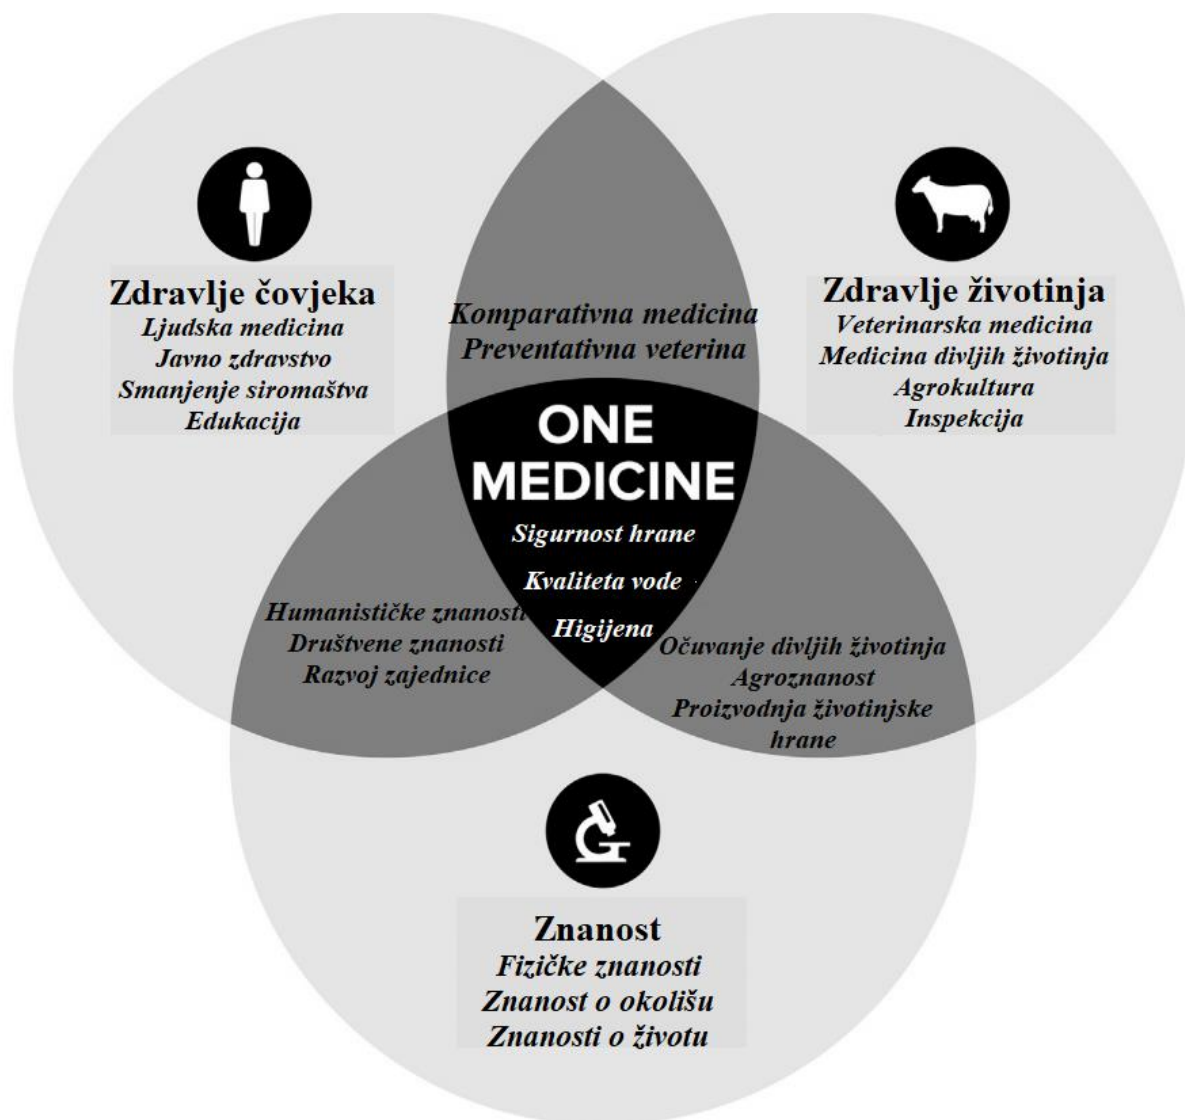 Zdravlje čovjeka
Ljudska medicina
Javno zdravstvo
Smanjenje siromaštva
Edukacija
Komparativna medicina
Preventativna veterina
Zdravlje životinja
Veterinarska medicina
Medicina divljih životinja
Agrokultura
Inspekcija
ONE
MEDICINE
Sigurnost hrane
Kvaliteta vode
Higijena
Humanističke znanosti
Društvene znanosti
Razvoj zajednice
Očuvanje divljih životinja
Agroznanost
Proizvodnja životinjske
hrane
Znanost
Fizičke znanosti
Znanost o okolišu
Znanosti o životu